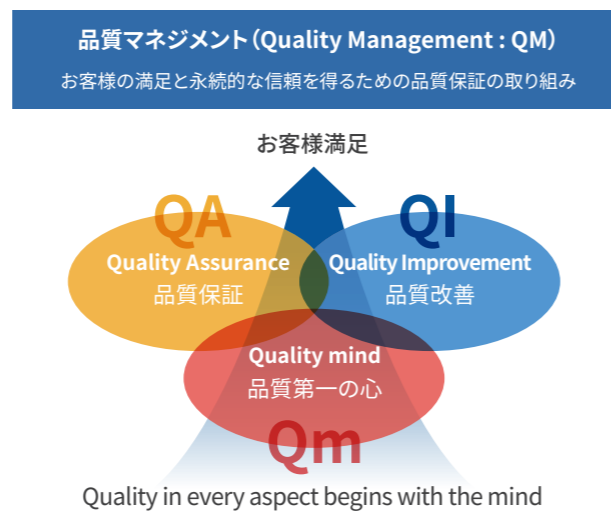 品質マネジメント（Quality Management : QM）
お客様の満足と永続的な信頼を得るための品質保証の取り組み
お客様満足
QA
Quality Assurance
品質保証
QI
Quality Improvement
品質改善
Quality mind
品質第一の心
Qm
Quality in every aspect begins with the mind